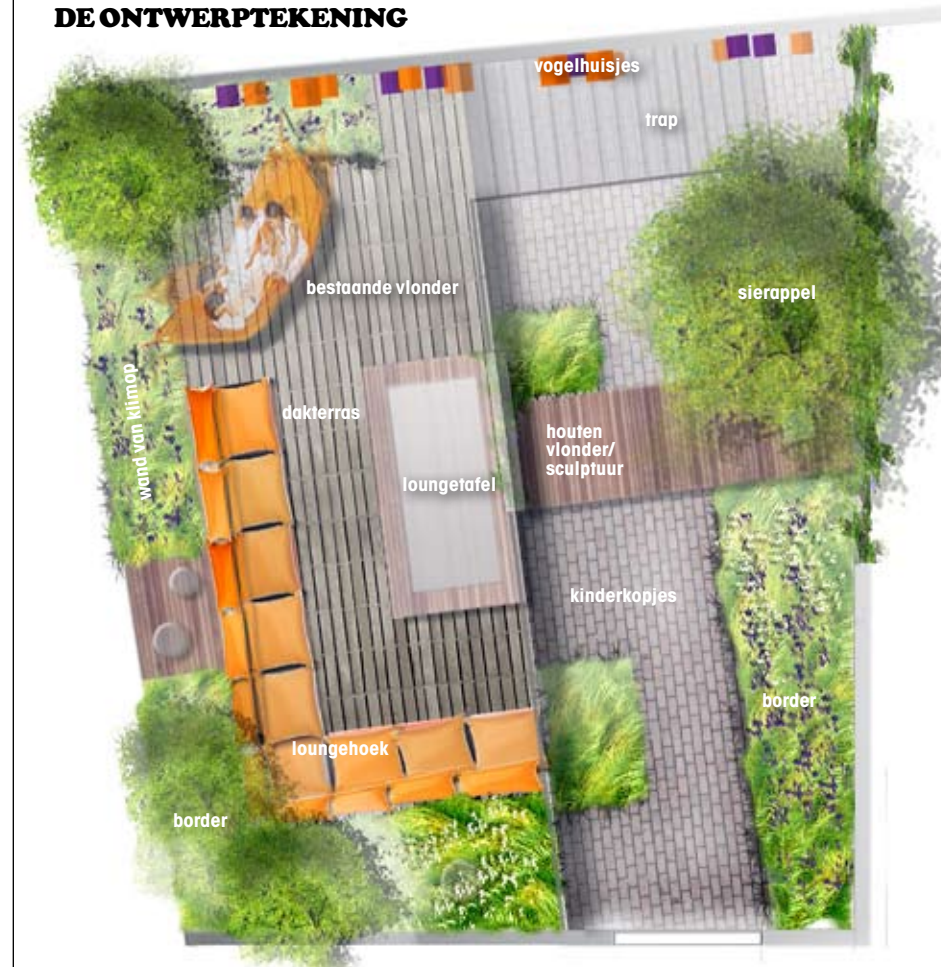 DE ONTWERPTEKENING
vogelhuisjes
trap
bestaande vlonder
sierappel
wand van klimop
dakterras
houten
vlonder/
sculptuur
loungetafel
kinderkopjes
border
loungehoek
border